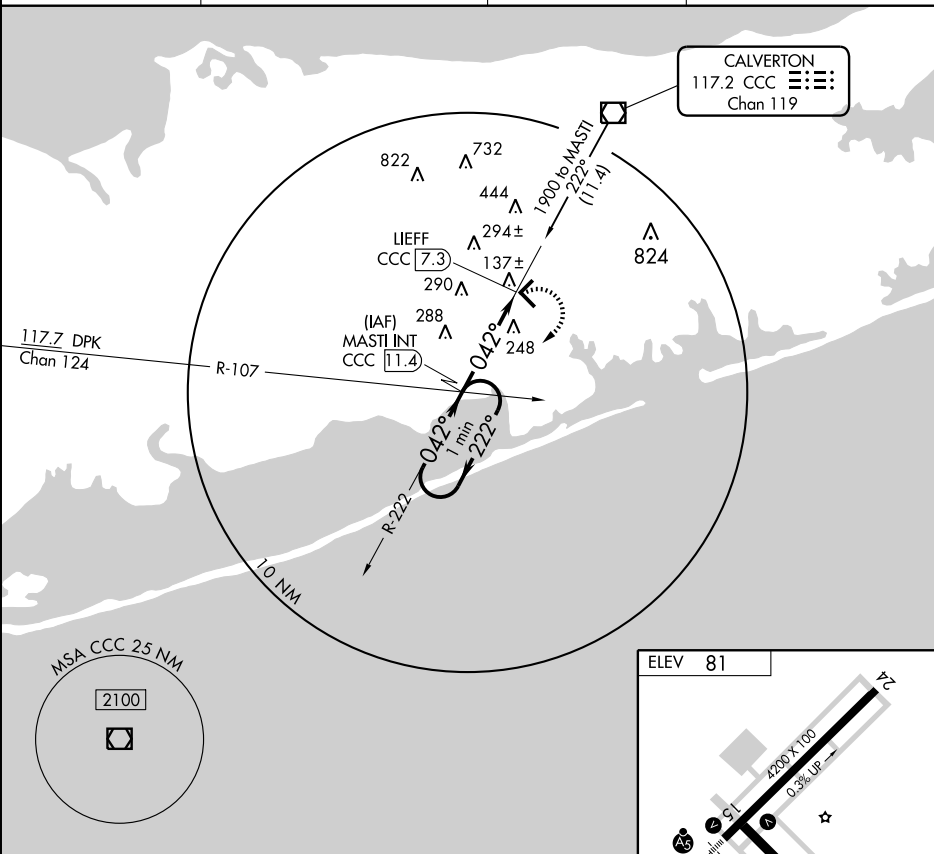 CALVERTON
117.2 CCC
Chan 119
1900 to MASTI
222°
(11.4)
822
732
444
294±
824
LIEFF
CCC 7.3
137±
290
288
248
(IAF)
MASTI INT
CCC 11.4
042°
117.7 DPK
Chan 124
R-107
042°
1 min
222°
R-222
10 NM
MSA CCC 25 NM
2100
ELEV 81
24
4200 X 100
0.3% UP
15
V
V
A5